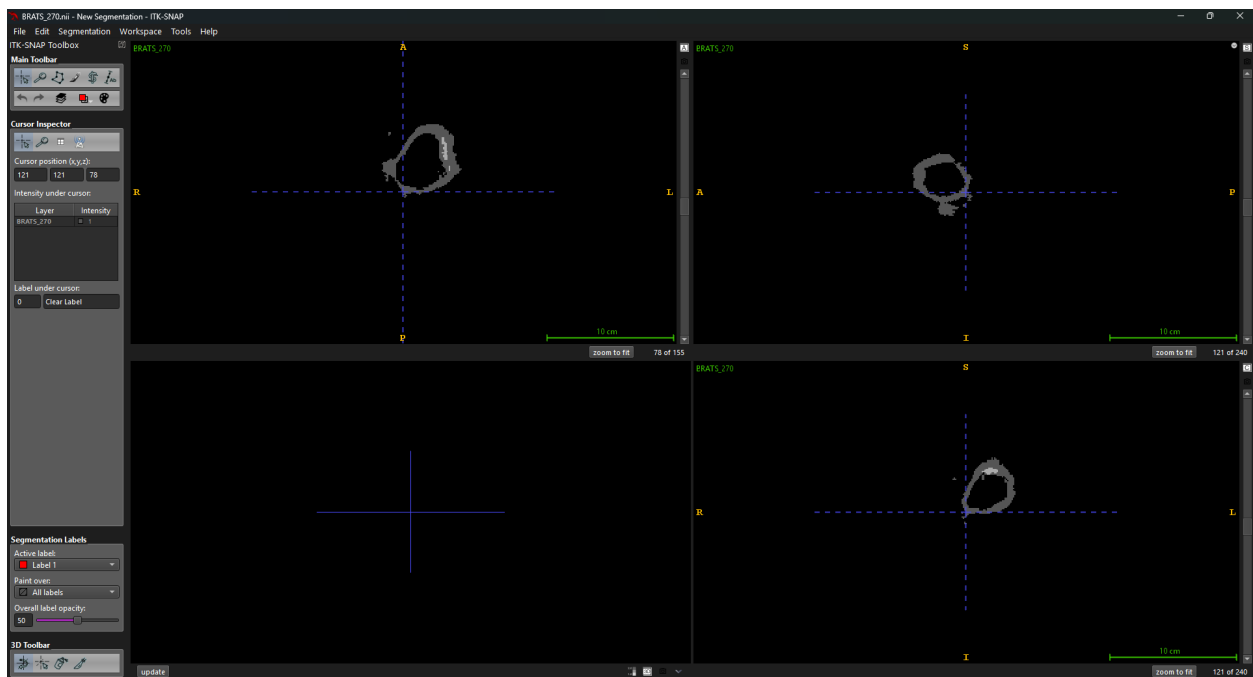 BRATS_270.nii - New Segmentation - ITK-SNAP
File Edit Segmentation Workspace Tools Help
ITK-SNAP Toolbox
Main Toolbar
Cursor Inspector
Cursor position (x,y,z):
121 121 78
Intensity under cursor:
Layer Intensity
BRATS_270 1
Label under cursor:
0 Clear Label
Segmentation Labels
Active label:
Label 1
Paint over:
All labels
Overall label opacity:
50
3D Toolbar
BRATS_270
A
A
R
L
10 cm
P
zoom to fit 78 of 155
S
S
A
P
10 cm
I
zoom to fit 121 of 240
update
BRATS_270
S
C
R
L
10 cm
I
zoom to fit 121 of 240